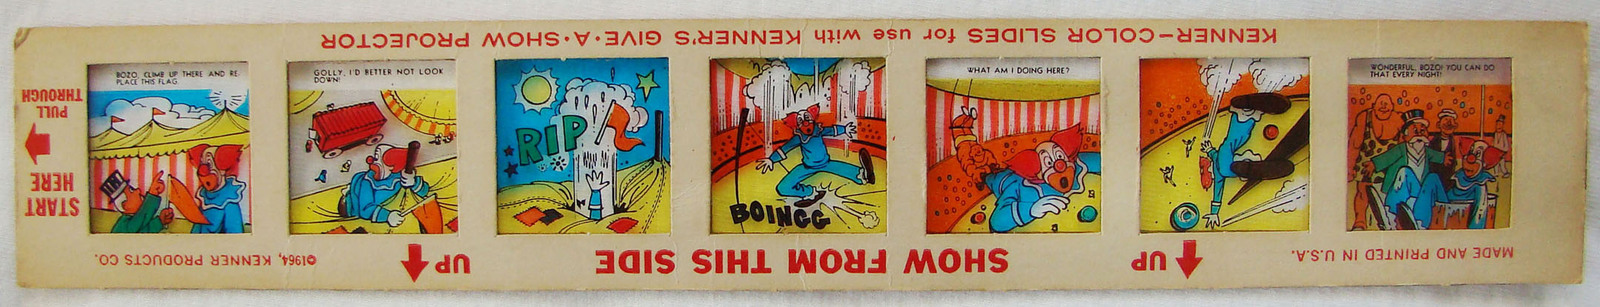 KENNER-COLOR SLIDES for use with KENNER'S GIVE·A·SHOW PROJECTOR
PULL
THROUGH
START
HERE
BOZO, CLIMB UP THERE AND RE-
PLACE THIS FLAG
GOLLY, I'D BETTER NOT LOOK
DOWN!
RIP
BOINGG
WHAT AM I DOING HERE?
WONDERFUL, BOZO! YOU CAN DO
THAT EVERY NIGHT!
©1964, KENNER PRODUCTS CO.
UP
SHOW FROM THIS SIDE
UP
MADE AND PRINTED IN U.S.A.